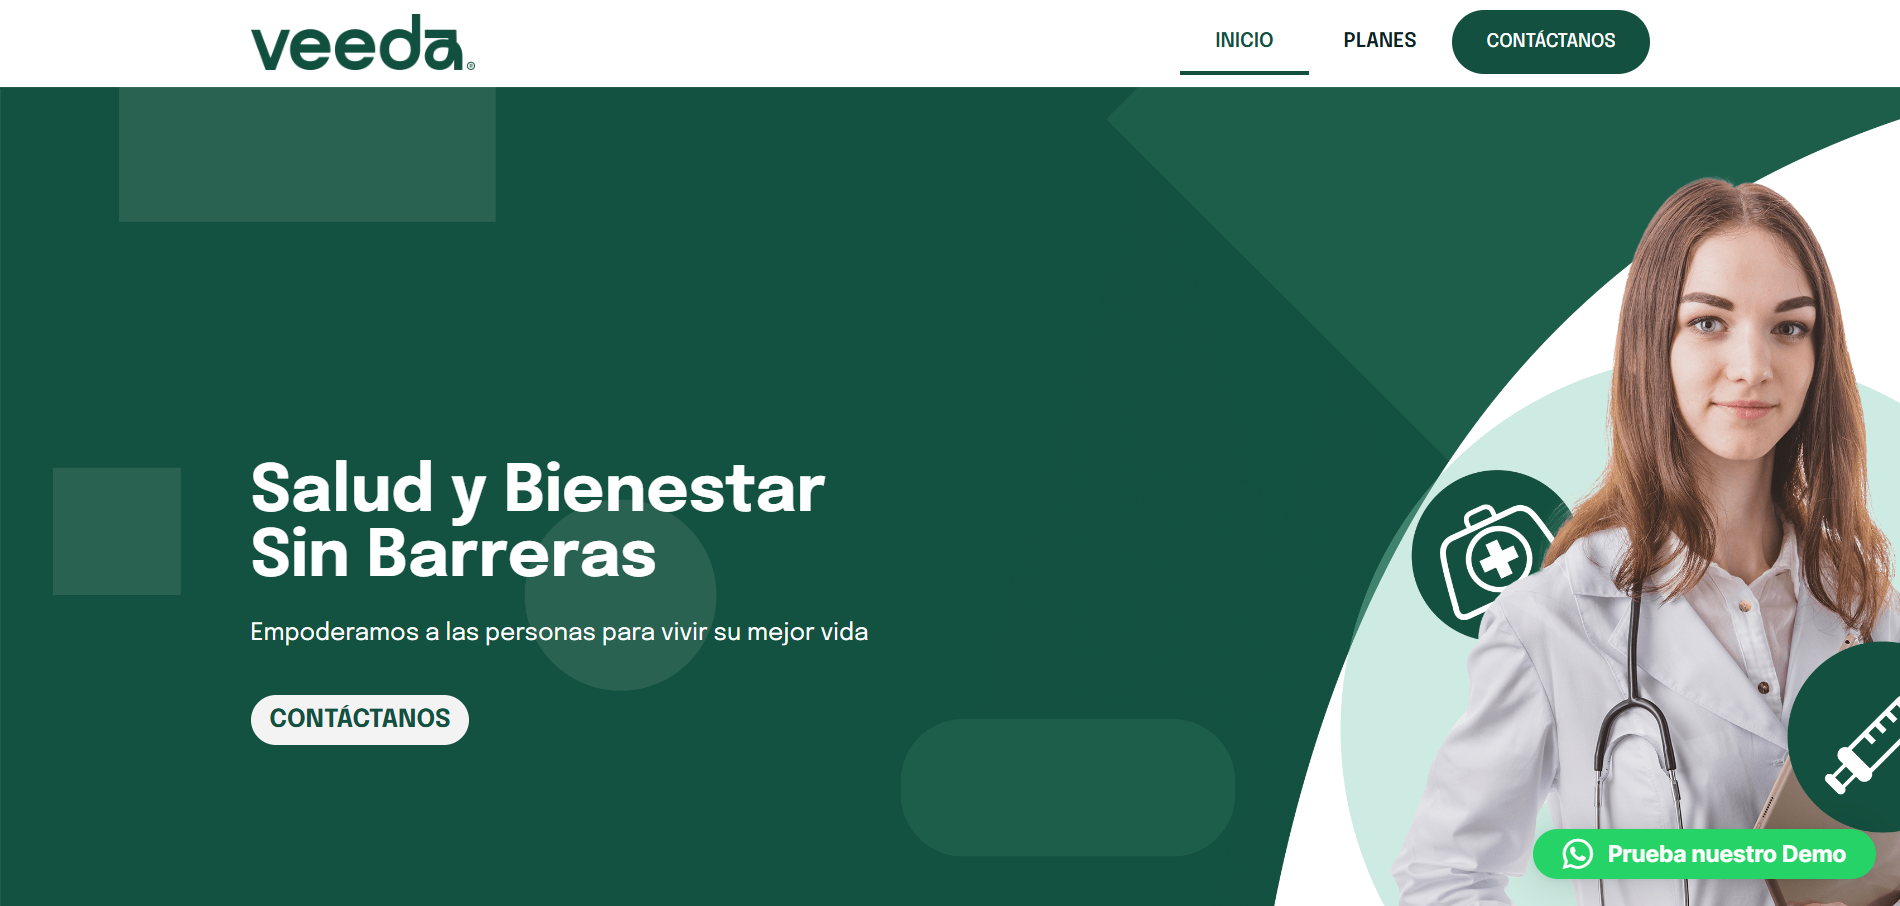 veeda®
INICIO
PLANES
CONTÁCTANOS
Salud y Bienestar
Sin Barreras
Empoderamos a las personas para vivir su mejor vida
CONTÁCTANOS
Prueba nuestro Demo